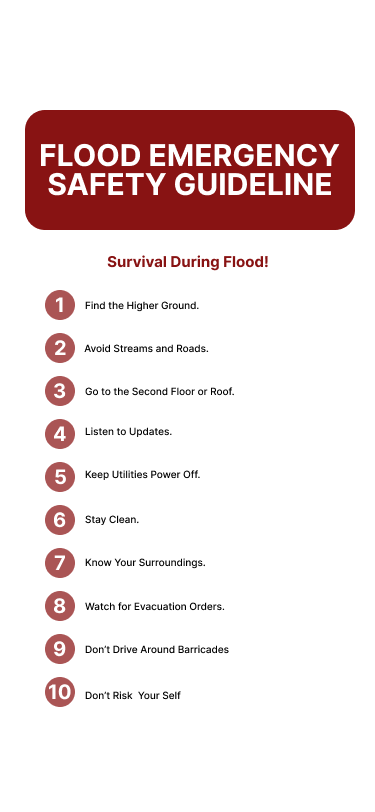 FLOOD EMERGENCY
SAFETY GUIDELINE
Survival During Flood!
1 Find the Higher Ground.
2 Avoid Streams and Roads.
3 Go to the Second Floor or Roof.
4 Listen to Updates.
5 Keep Utilities Power Off.
6 Stay Clean.
7 Know Your Surroundings.
8 Watch for Evacuation Orders.
9 Don't Drive Around Barricades
10 Don't Risk  Your Self